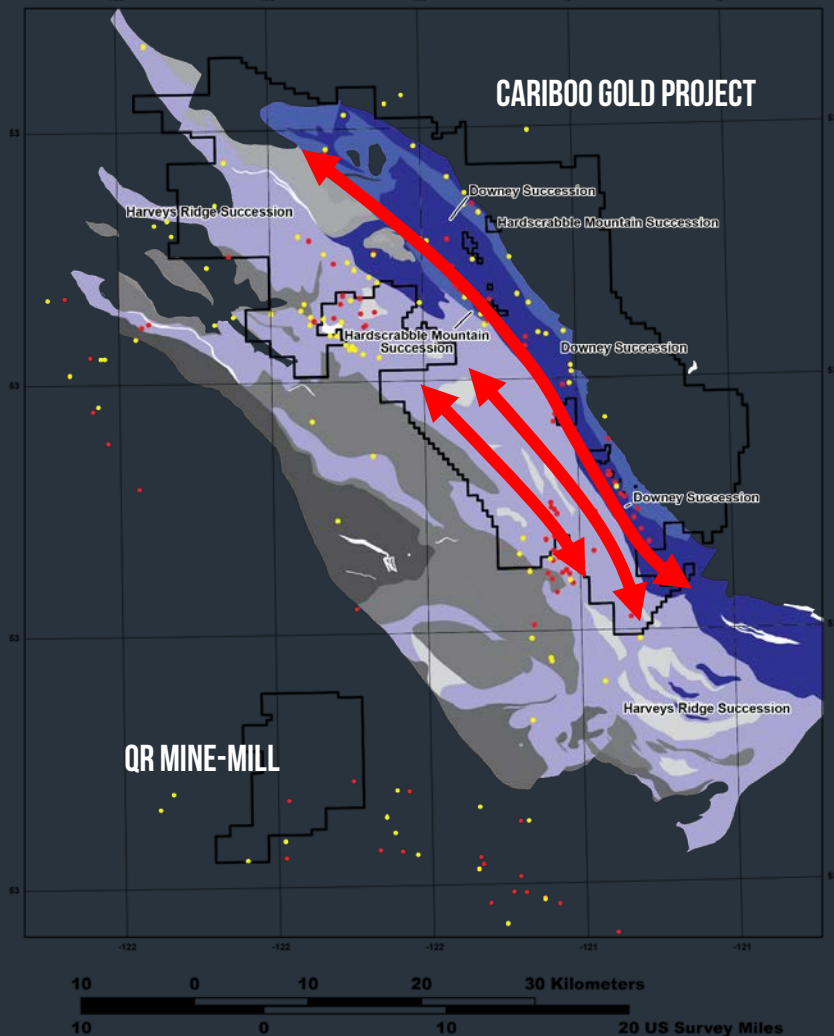 CARIBOO GOLD PROJECT
Downey Succession
Harveys Ridge Succession
Hardscrabble Mountain Succession
Hardscrabble Mountain
Succession
Downey Succession
Downey Succession
Harveys Ridge Succession
QR MINE-MILL
53
53
53
53
-122
-122
-122
-121
-121
10 0 10 20 30 Kilometers
10 0 10 20 US Survey Miles